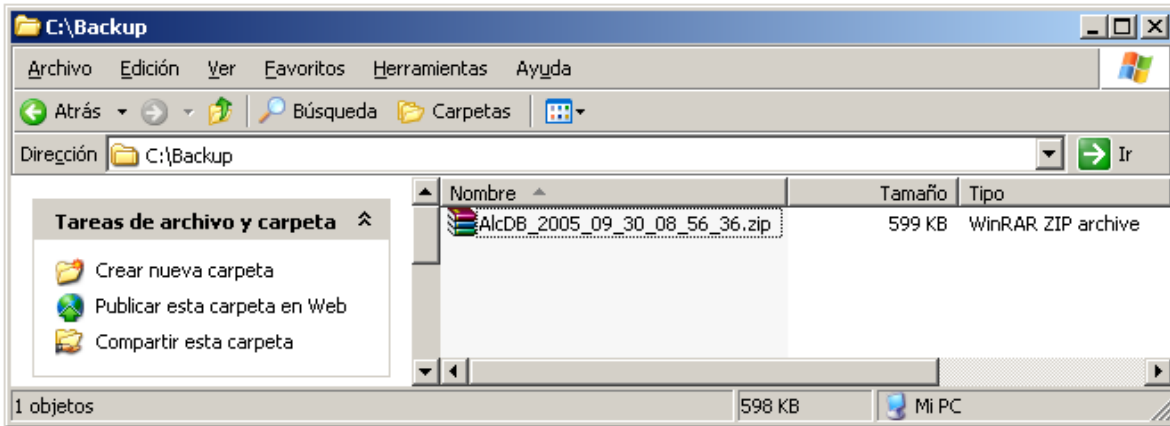 C:\Backup
Archivo Edición Ver Favoritos Herramientas Ayuda
Atrás Búsqueda Carpetas
Dirección C:\Backup Ir
Nombre Tamaño Tipo
AlcDB_2005_09_30_08_56_36.zip 599 KB WinRAR ZIP archive
Tareas de archivo y carpeta
Crear nueva carpeta
Publicar esta carpeta en Web
Compartir esta carpeta
1 objetos 598 KB Mi PC